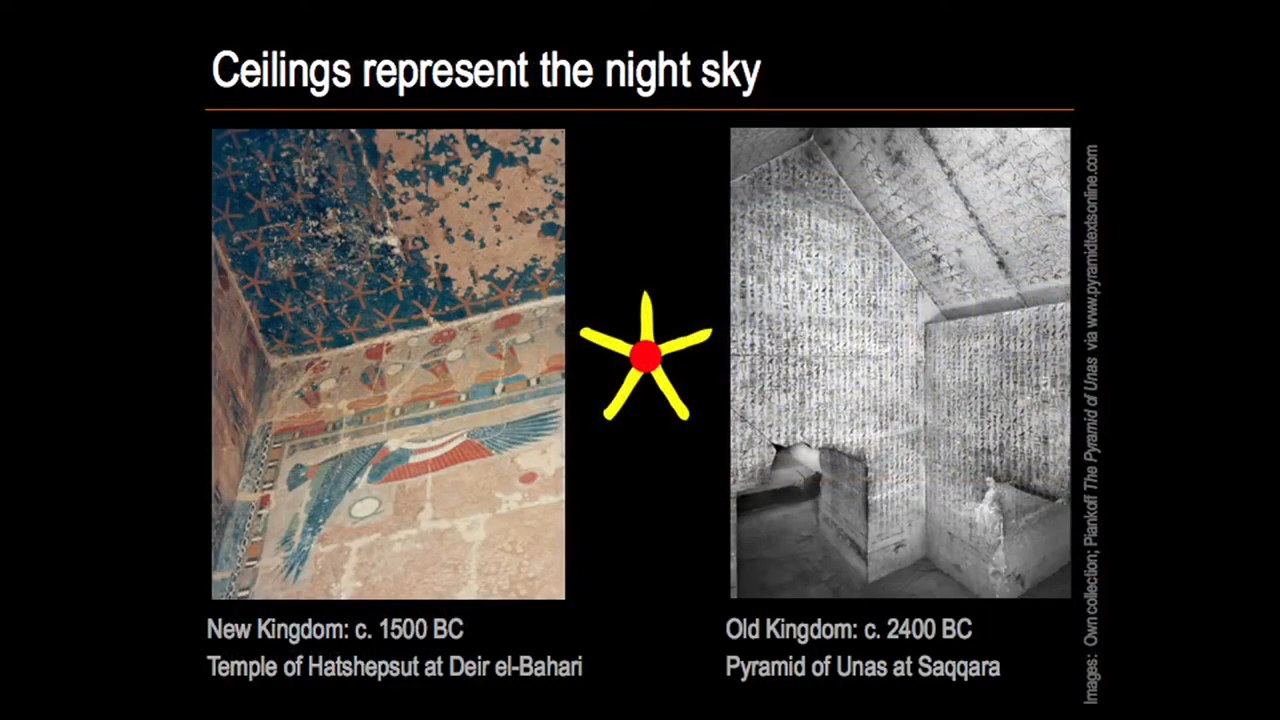 Ceilings represent the night sky
New Kingdom: c. 1500 BC
Temple of Hatshepsut at Deir el-Bahari
Old Kingdom: c. 2400 BC
Pyramid of Unas at Saqqara
Images: Own collection; Piankoff The Pyramid of Unas via www.pyramidtextsonline.com